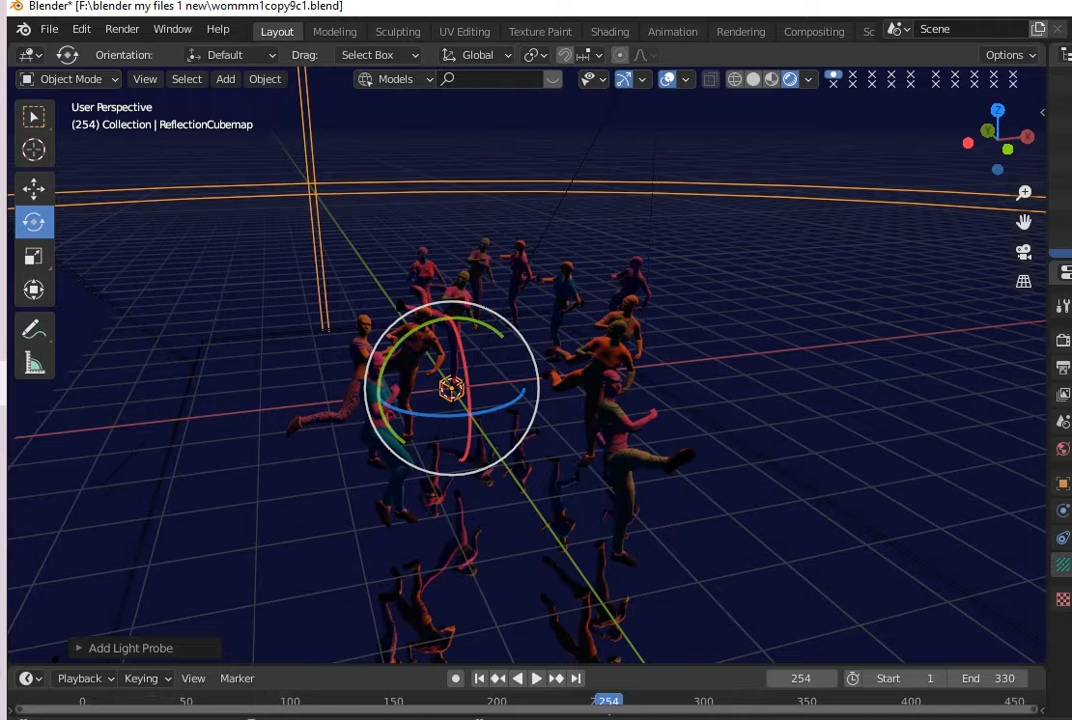 Blender* [F:\blender my files 1 new\wommm1copy9c1.blend]
File Edit Render Window Help Layout Modeling Sculpting UV Editing Texture Paint Shading Animation Rendering Compositing Sc Scene
Orientation: Default Drag: Select Box Global Options
Object Mode View Select Add Object Models
User Perspective
(254) Collection | ReflectionCubemap
Z
Y
X
Add Light Probe
Playback Keying View Marker 254 Start 1 End 330
0 50 100 150 200 254 300 350 400 450